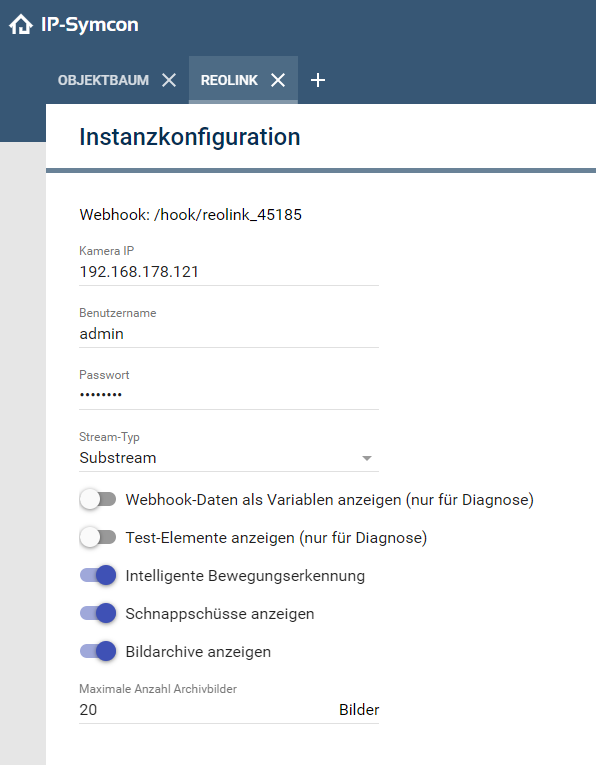 IP-Symcon
OBJEKTBAUM REOLINK
Instanzkonfiguration
Webhook: /hook/reolink_45185
Kamera IP
192.168.178.121
Benutzername
admin
Passwort
••••••••
Stream-Typ
Substream
Webhook-Daten als Variablen anzeigen (nur für Diagnose)
Test-Elemente anzeigen (nur für Diagnose)
Intelligente Bewegungserkennung
Schnappschüsse anzeigen
Bildarchive anzeigen
Maximale Anzahl Archivbilder
20 Bilder